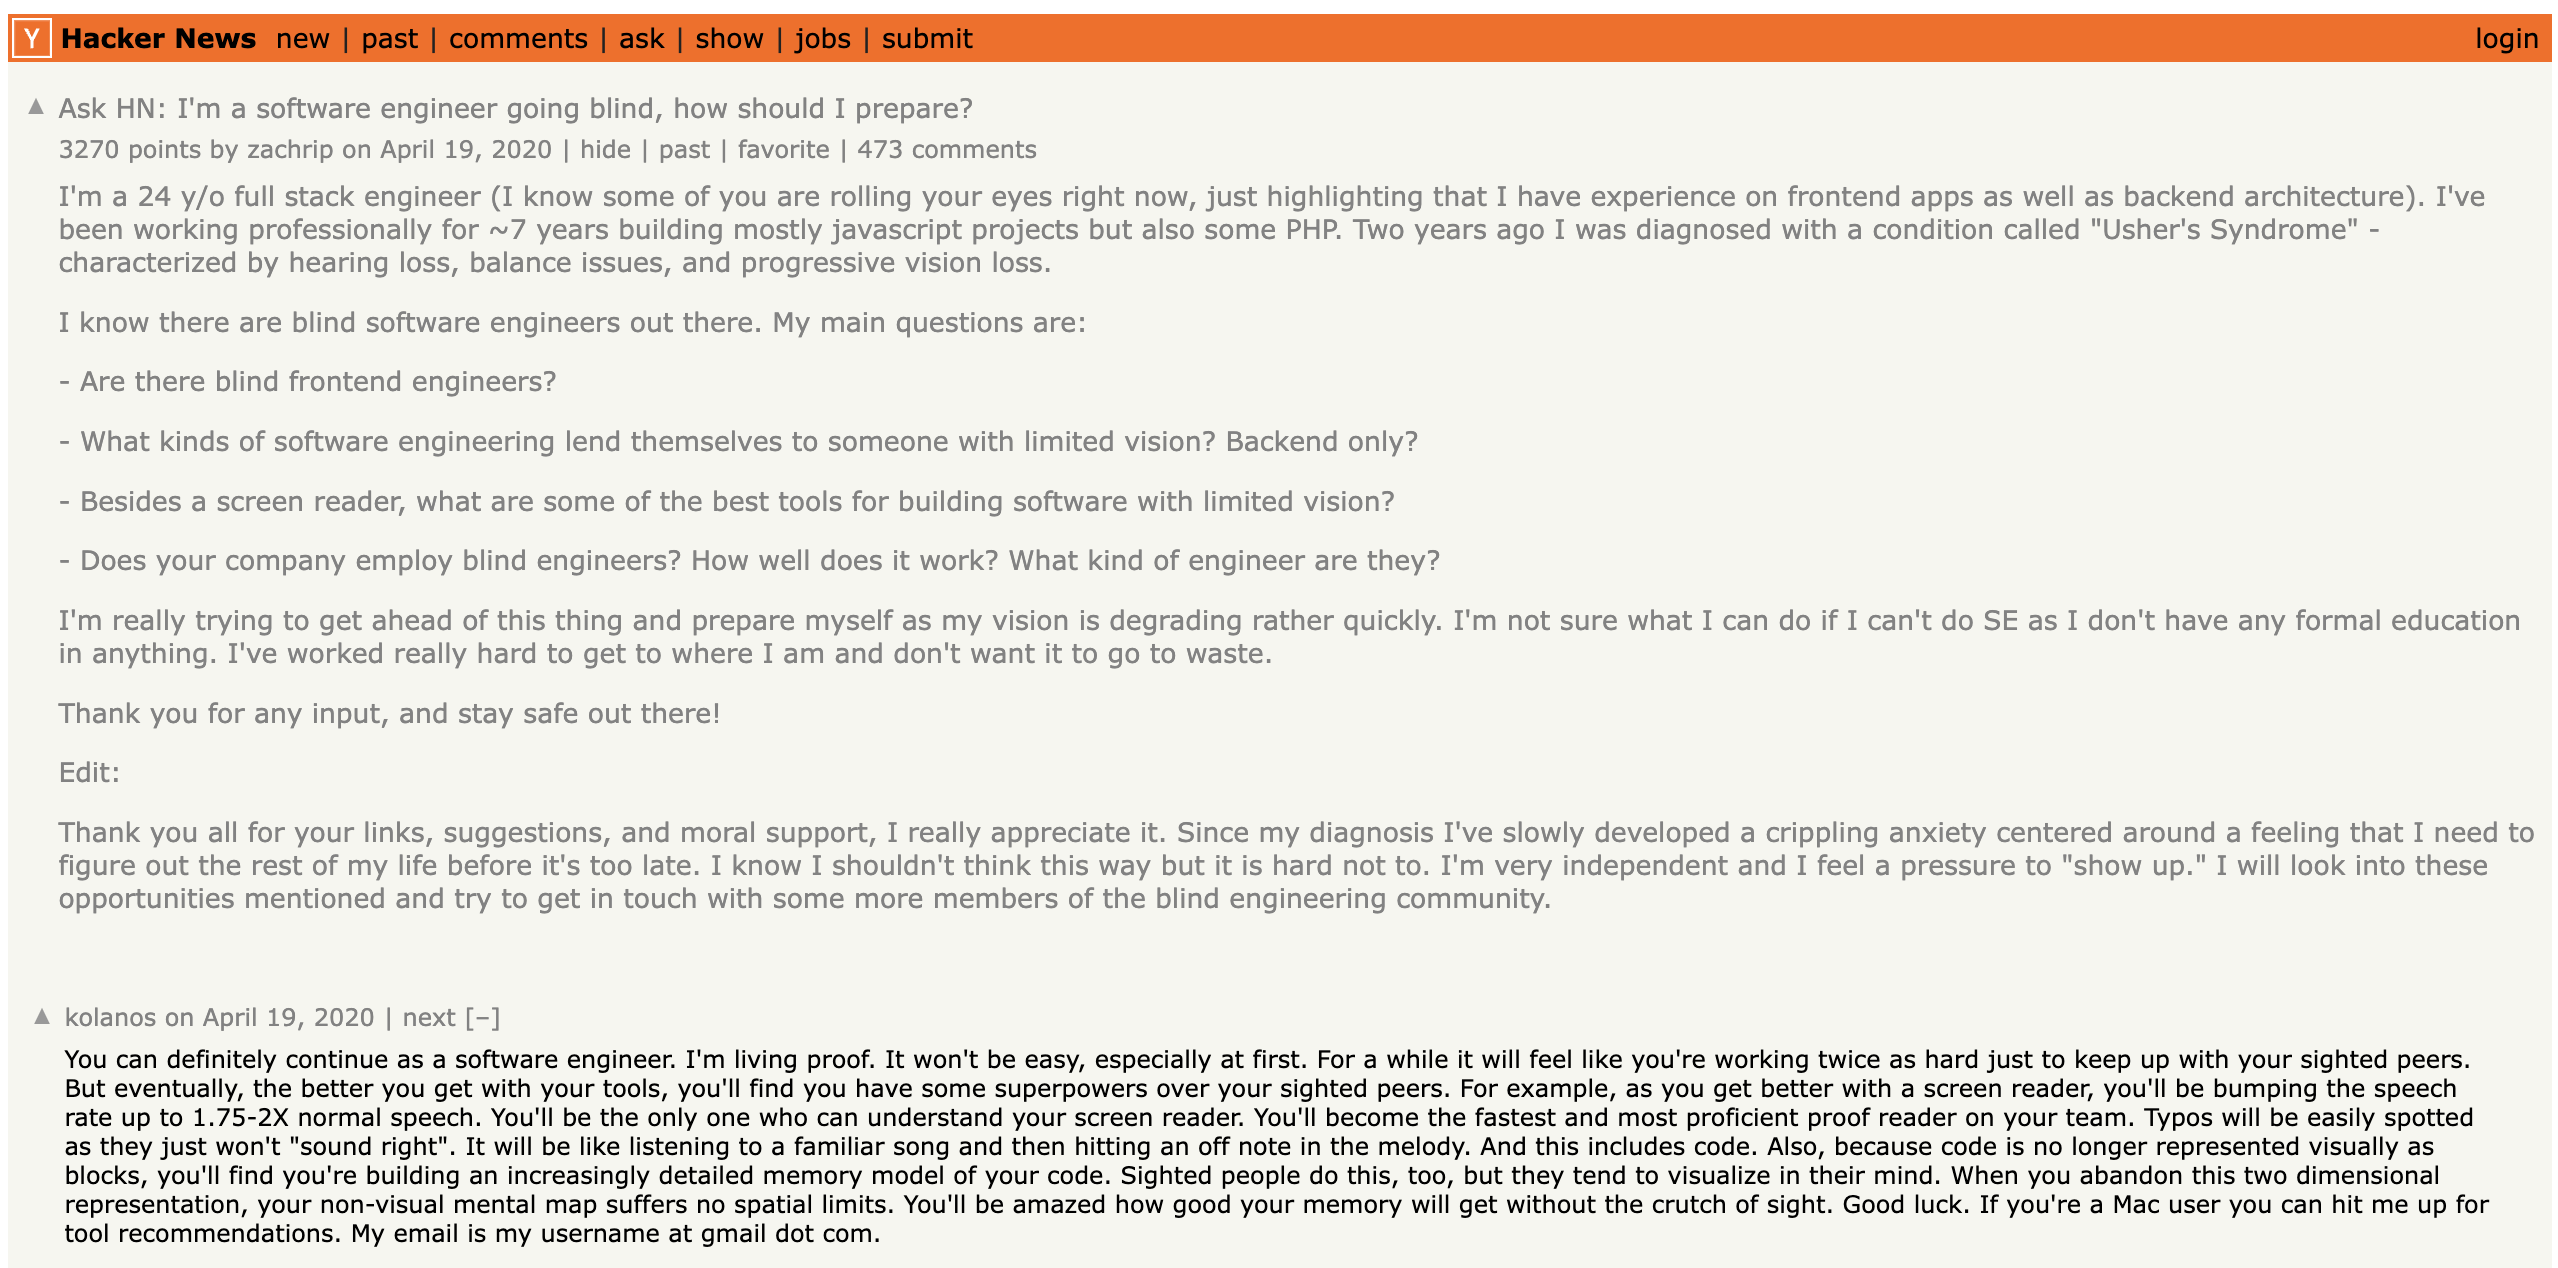 Y Hacker News new | past | comments | ask | show | jobs | submit login
▲ Ask HN: I'm a software engineer going blind, how should I prepare?
3270 points by zachrip on April 19, 2020 | hide | past | favorite | 473 comments
I'm a 24 y/o full stack engineer (I know some of you are rolling your eyes right now, just highlighting that I have experience on frontend apps as well as backend architecture). I've
been working professionally for ~7 years building mostly javascript projects but also some PHP. Two years ago I was diagnosed with a condition called "Usher's Syndrome" -
characterized by hearing loss, balance issues, and progressive vision loss.
I know there are blind software engineers out there. My main questions are:
- Are there blind frontend engineers?
- What kinds of software engineering lend themselves to someone with limited vision? Backend only?
- Besides a screen reader, what are some of the best tools for building software with limited vision?
- Does your company employ blind engineers? How well does it work? What kind of engineer are they?
I'm really trying to get ahead of this thing and prepare myself as my vision is degrading rather quickly. I'm not sure what I can do if I can't do SE as I don't have any formal education
in anything. I've worked really hard to get to where I am and don't want it to go to waste.
Thank you for any input, and stay safe out there!
Edit:
Thank you all for your links, suggestions, and moral support, I really appreciate it. Since my diagnosis I've slowly developed a crippling anxiety centered around a feeling that I need to
figure out the rest of my life before it's too late. I know I shouldn't think this way but it is hard not to. I'm very independent and I feel a pressure to "show up." I will look into these
opportunities mentioned and try to get in touch with some more members of the blind engineering community.
▲ kolanos on April 19, 2020 | next [–]
You can definitely continue as a software engineer. I'm living proof. It won't be easy, especially at first. For a while it will feel like you're working twice as hard just to keep up with your sighted peers.
But eventually, the better you get with your tools, you'll find you have some superpowers over your sighted peers. For example, as you get better with a screen reader, you'll be bumping the speech
rate up to 1.75-2X normal speech. You'll be the only one who can understand your screen reader. You'll become the fastest and most proficient proof reader on your team. Typos will be easily spotted
as they just won't "sound right". It will be like listening to a familiar song and then hitting an off note in the melody. And this includes code. Also, because code is no longer represented visually as
blocks, you'll find you're building an increasingly detailed memory model of your code. Sighted people do this, too, but they tend to visualize in their mind. When you abandon this two dimensional
representation, your non-visual mental map suffers no spatial limits. You'll be amazed how good your memory will get without the crutch of sight. Good luck. If you're a Mac user you can hit me up for
tool recommendations. My email is my username at gmail dot com.